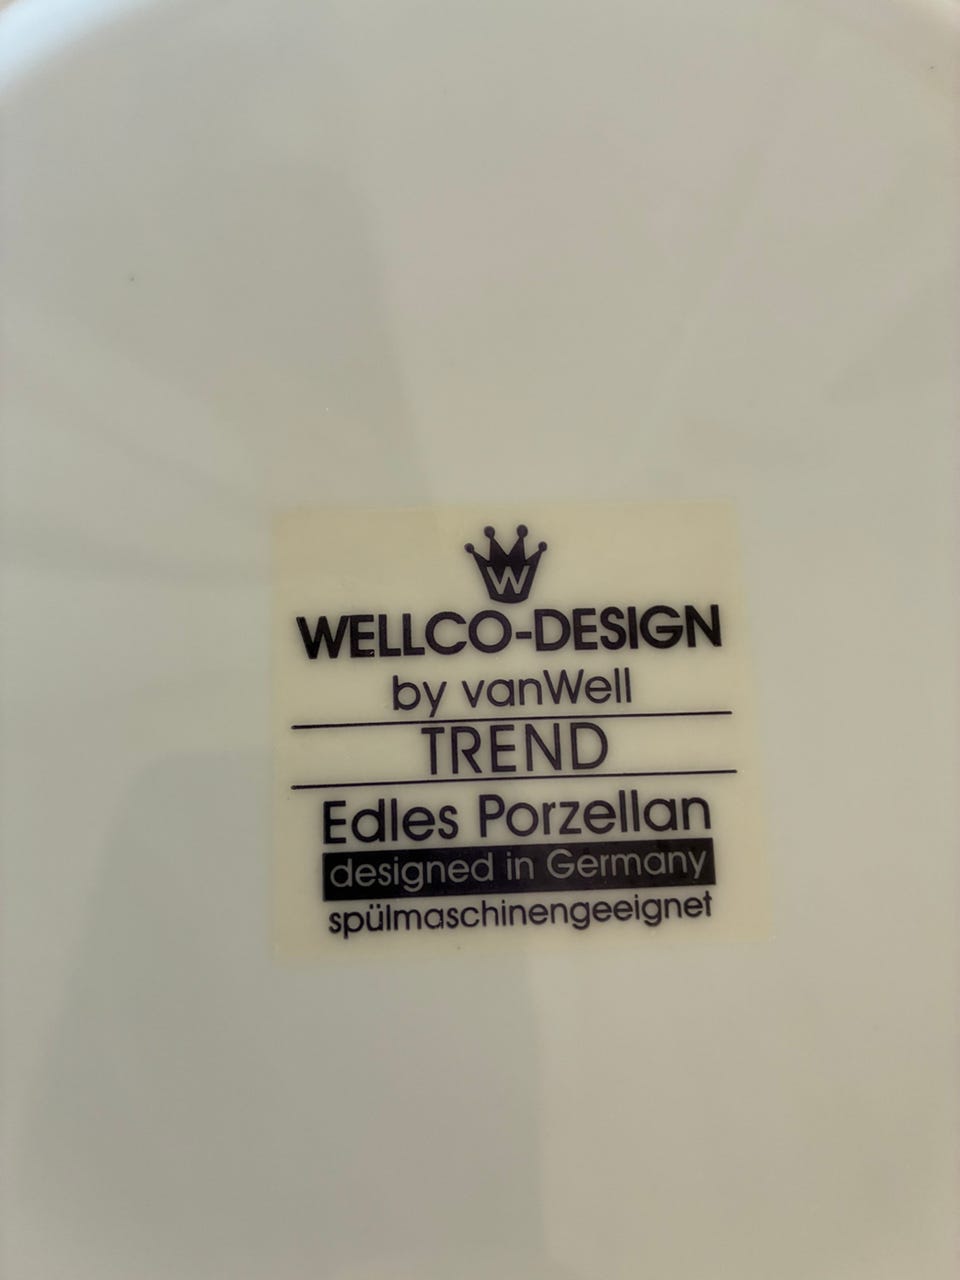 W
WELLCO-DESIGN
by vanWell
TREND
Edles Porzellan
designed in Germany
spülmaschinengeeignet